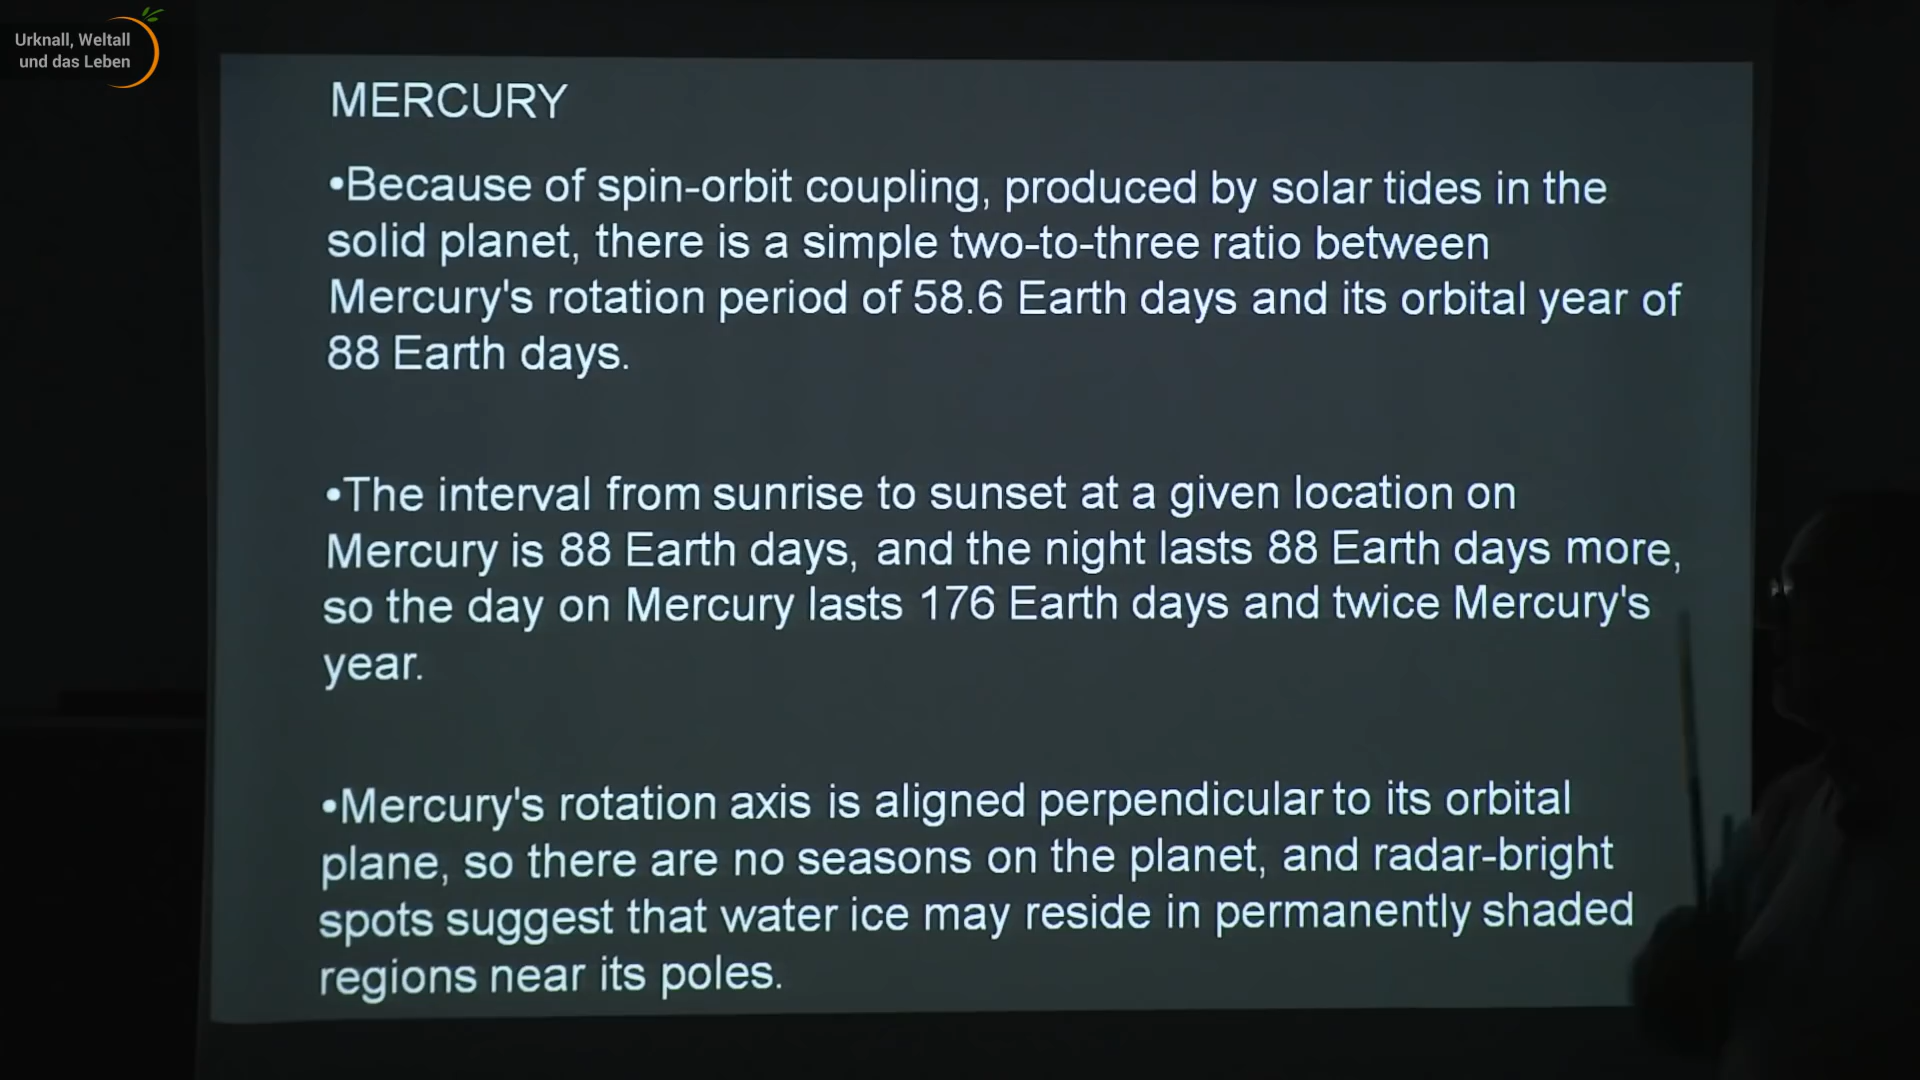 Urknall, Weltall
und das Leben
MERCURY
•Because of spin-orbit coupling, produced by solar tides in the
solid planet, there is a simple two-to-three ratio between
Mercury's rotation period of 58.6 Earth days and its orbital year of
88 Earth days.
•The interval from sunrise to sunset at a given location on
Mercury is 88 Earth days, and the night lasts 88 Earth days more,
so the day on Mercury lasts 176 Earth days and twice Mercury's
year.
•Mercury's rotation axis is aligned perpendicular to its orbital
plane, so there are no seasons on the planet, and radar-bright
spots suggest that water ice may reside in permanently shaded
regions near its poles.